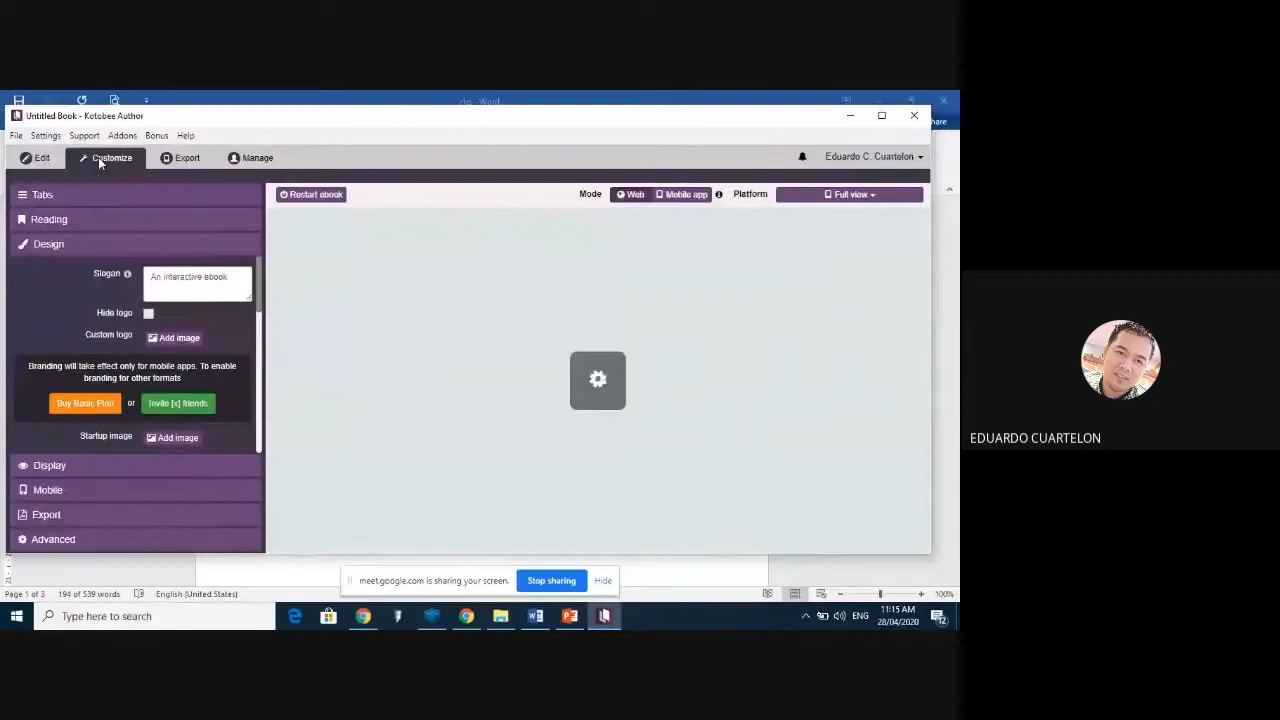 Word
Untitled Book - Kotobee Author
File Settings Support Addons Bonus Help
Edit Customize Export Manage Eduardo C. Cuartelon
Tabs
Restart ebook Mode Web Mobile app Platform Full view
Reading
Design
Slogan An interactive ebook
Hide logo
Custom logo Add image
Branding will take effect only for mobile apps. To enable
branding for other formats
Buy Basic Plan or Invite [x] friends
Startup image Add image
Display
Mobile
Export
Advanced
EDUARDO CUARTELON
meet.google.com is sharing your screen. Stop sharing Hide
Page 1 of 3 194 of 539 words English (United States) 100%
Type here to search
ENG
11:15 AM
28/04/2020
12